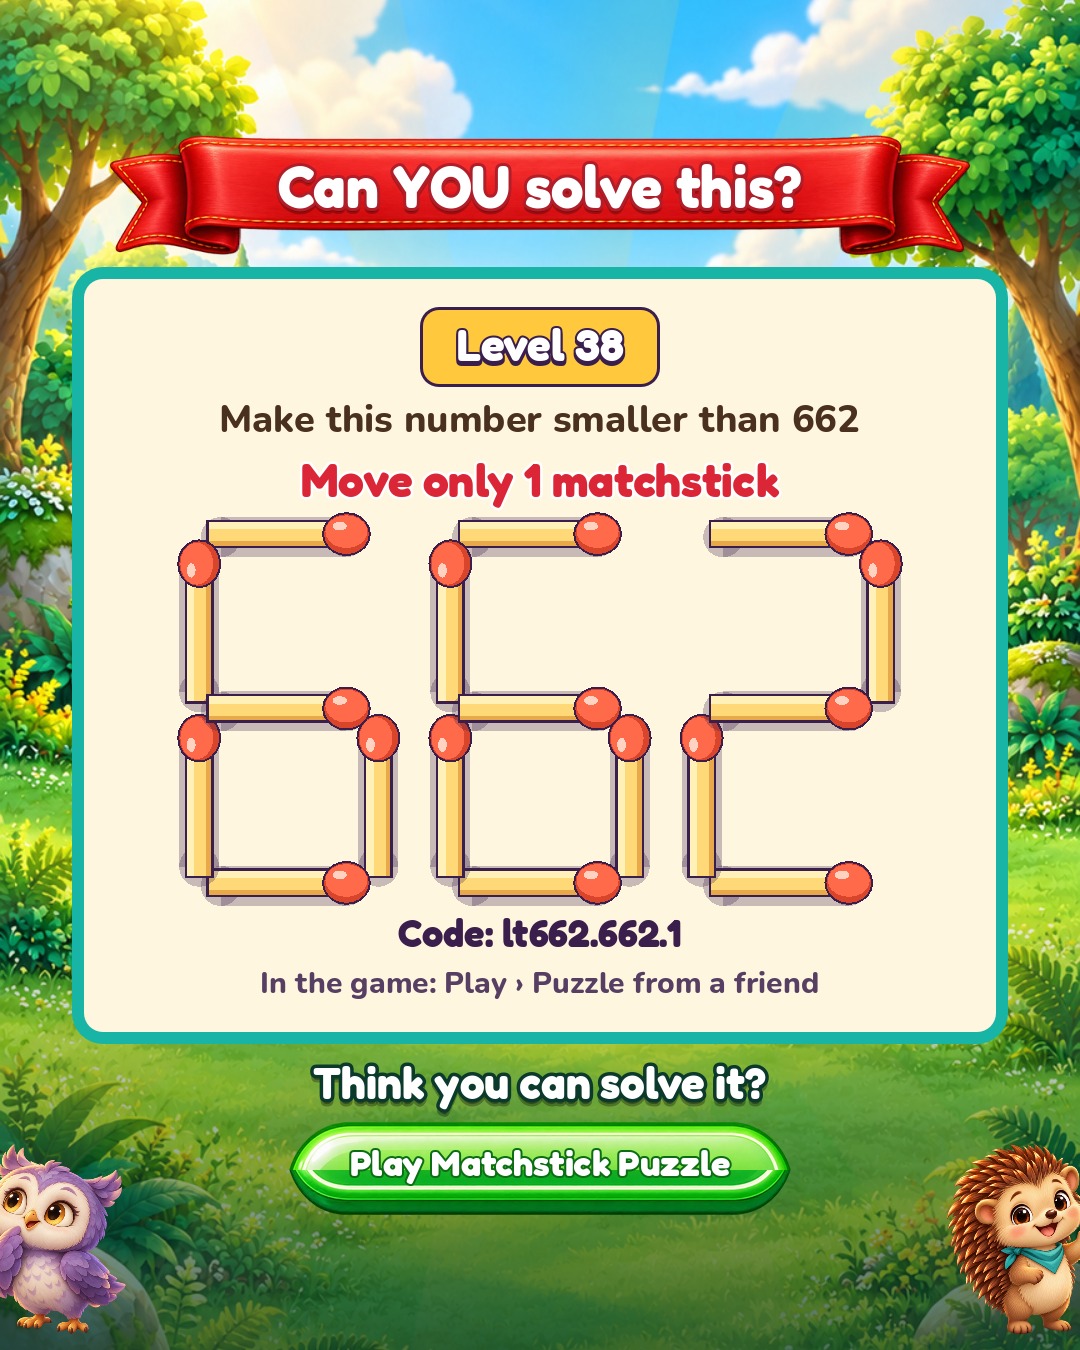 Can YOU solve this?
Level 38
Make this number smaller than 662
Move only 1 matchstick
662
Code: lt662.662.1
In the game: Play › Puzzle from a friend
Think you can solve it?
Play Matchstick Puzzle